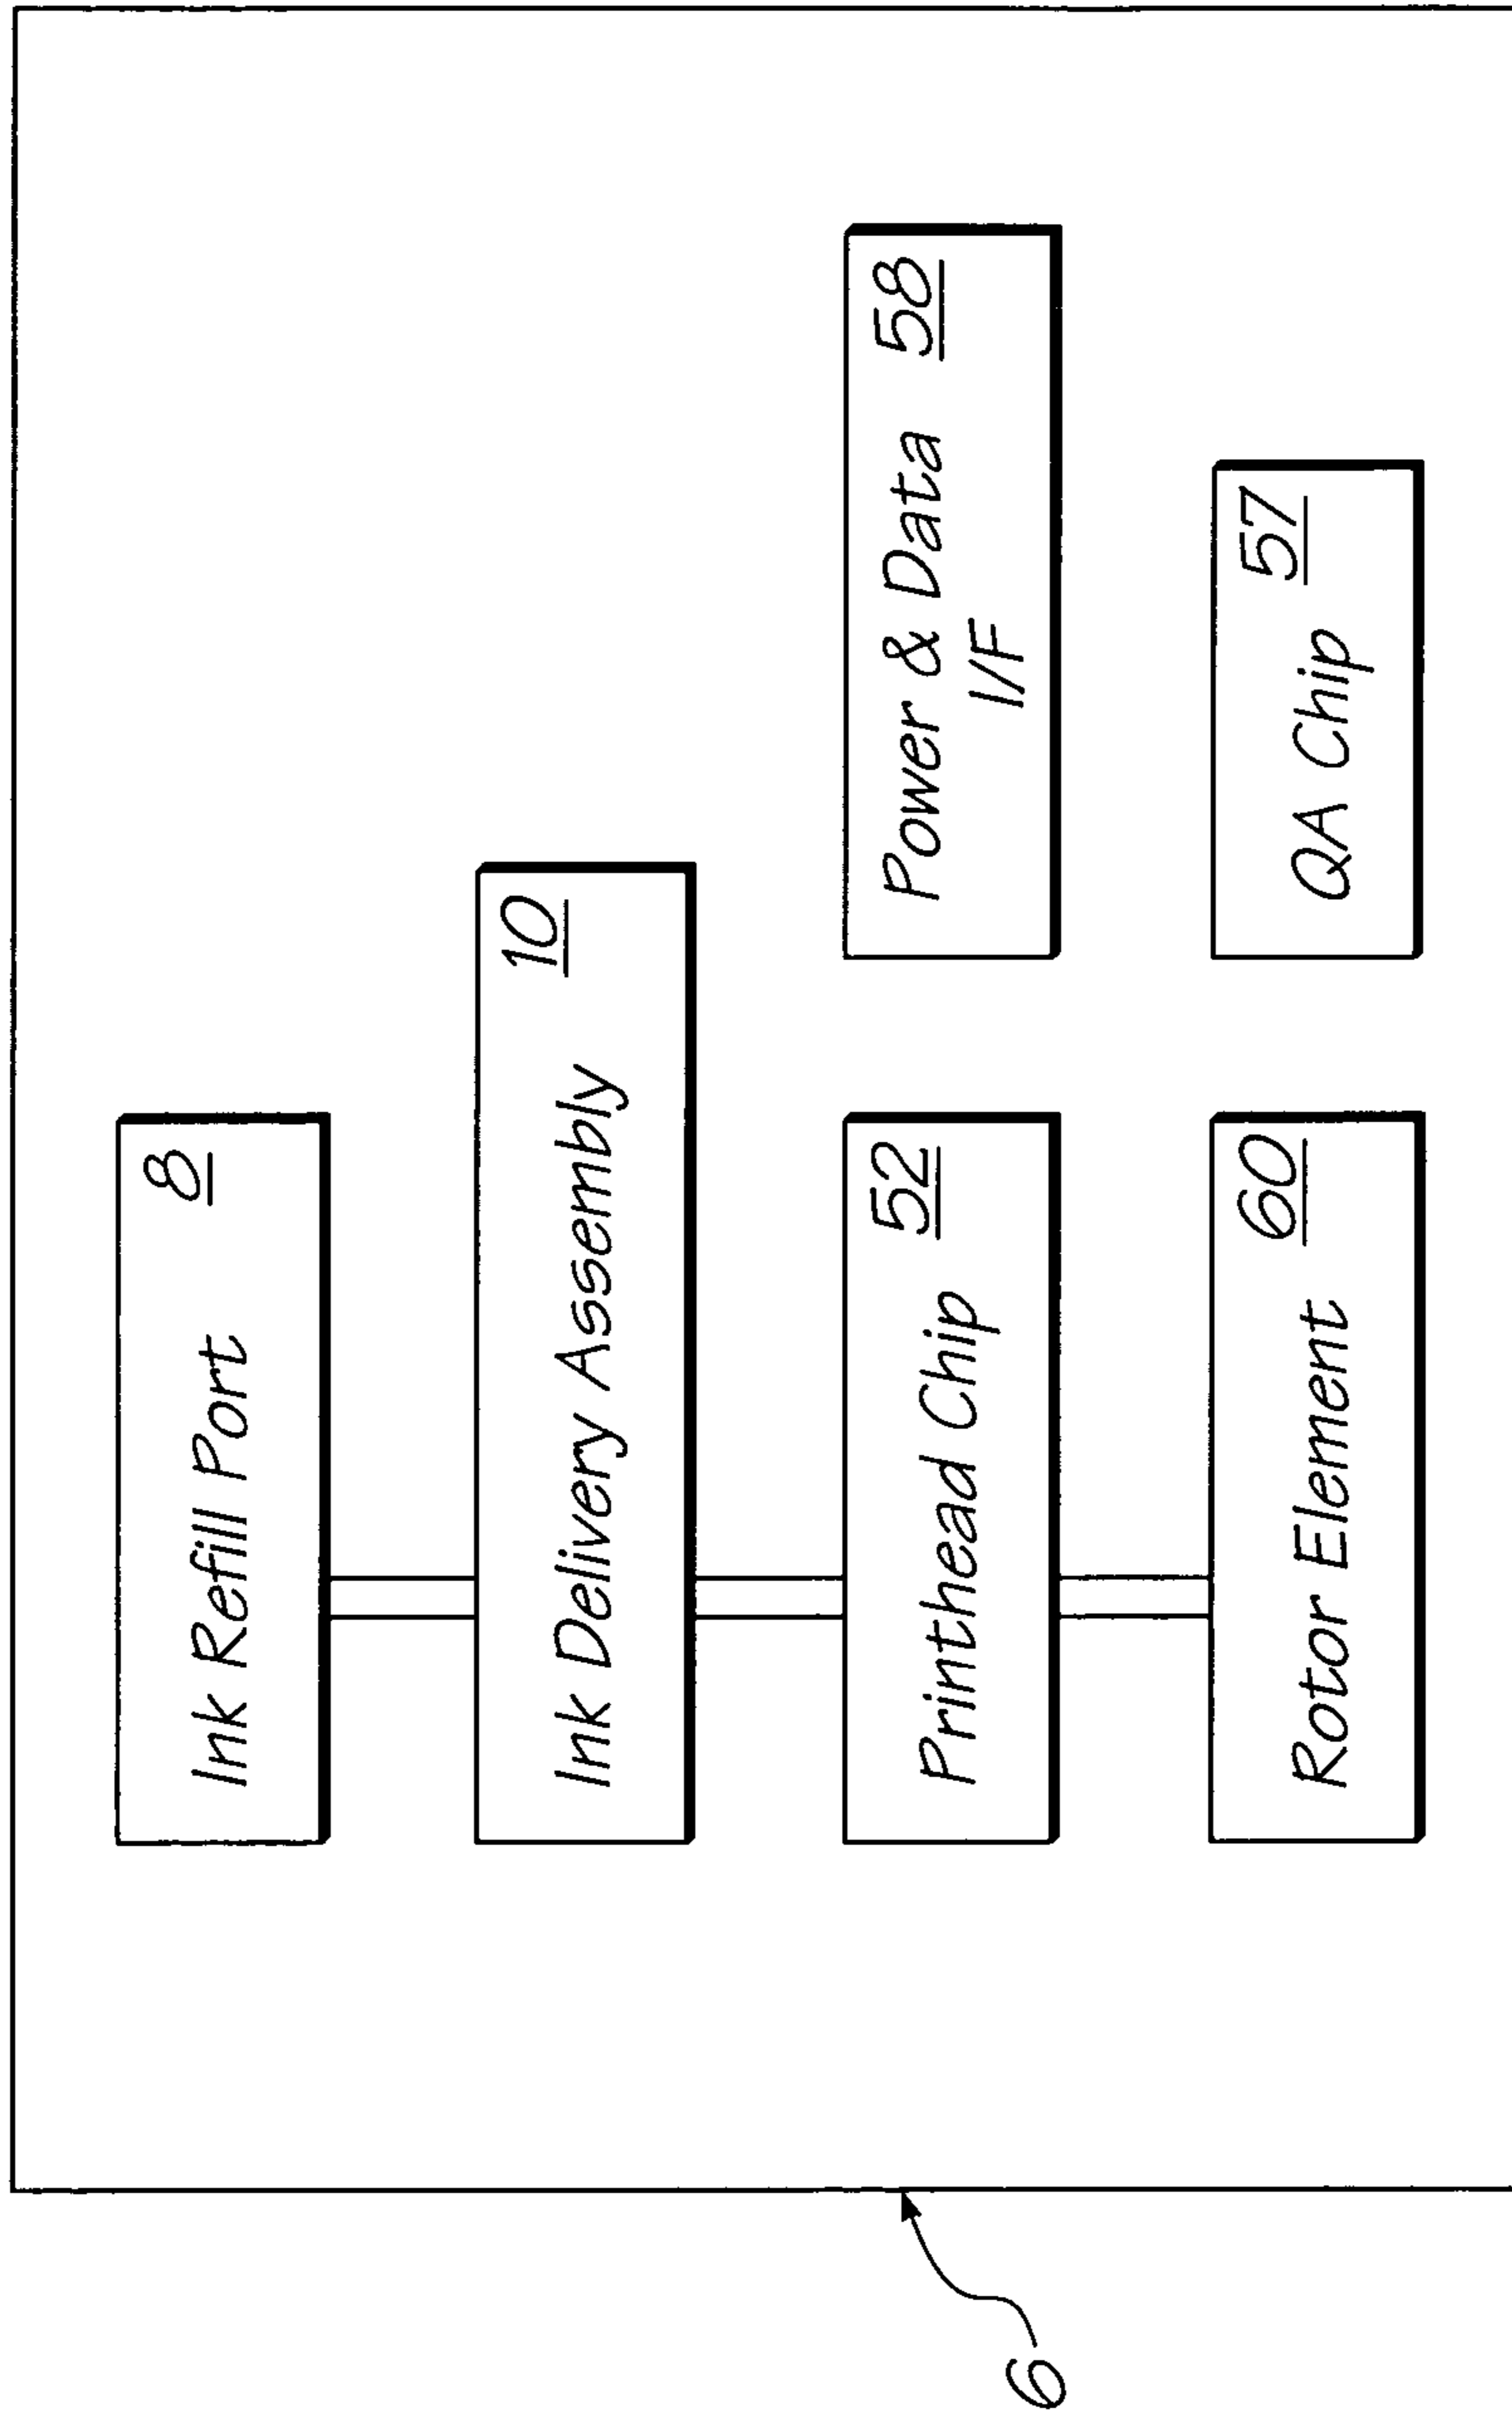 Ink Refill Port 8
Ink Delivery Assembly 10
Printhead Chip 52
Power & Data 58
I/F
Rotor Element 60
QA Chip 57
6